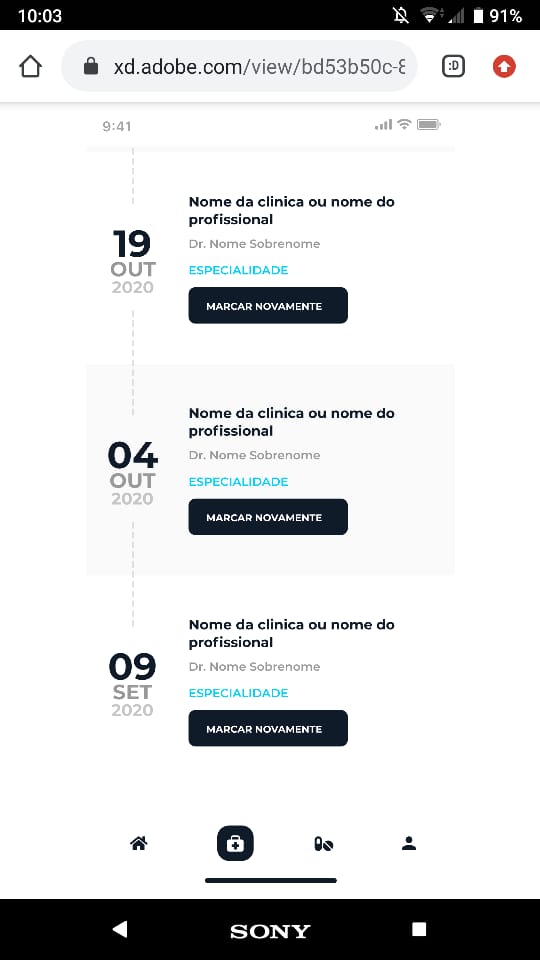 10:03
91%
xd.adobe.com/view/bd53b50c-8
:D
9:41
19
OUT
2020
Nome da clinica ou nome do
profissional
Dr. Nome Sobrenome
ESPECIALIDADE
MARCAR NOVAMENTE
04
OUT
2020
Nome da clinica ou nome do
profissional
Dr. Nome Sobrenome
ESPECIALIDADE
MARCAR NOVAMENTE
09
SET
2020
Nome da clinica ou nome do
profissional
Dr. Nome Sobrenome
ESPECIALIDADE
MARCAR NOVAMENTE
SONY